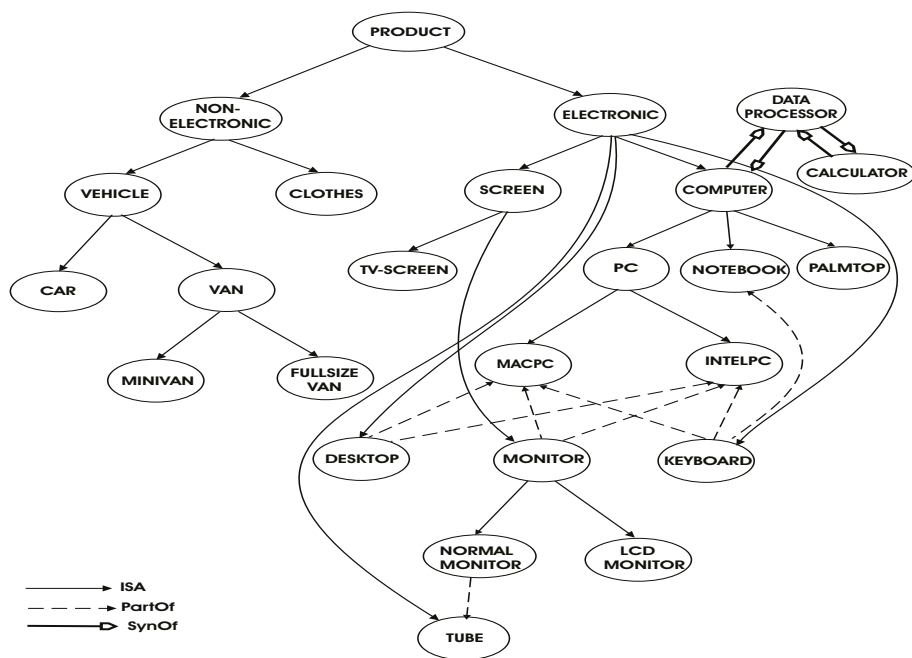 PRODUCT
NON-
ELECTRONIC
ELECTRONIC
DATA
PROCESSOR
VEHICLE
CLOTHES
SCREEN
COMPUTER
CALCULATOR
CAR
VAN
TV-SCREEN
PC
NOTEBOOK
PALMTOP
MINIVAN
FULLSIZE
VAN
MACPC
INTELPC
DESKTOP
MONITOR
KEYBOARD
NORMAL
MONITOR
LCD
MONITOR
TUBE
ISA
PartOf
SynOf